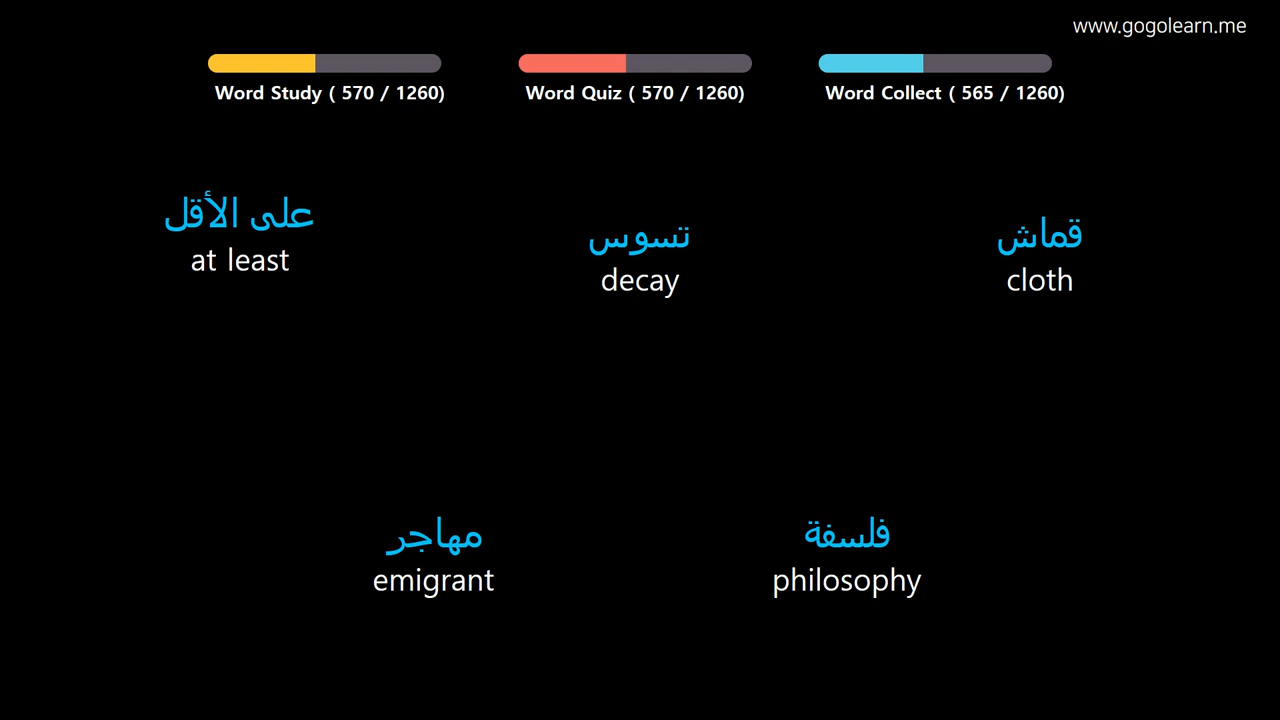 www.gogolearn.me
Word Study ( 570 / 1260)
Word Quiz ( 570 / 1260)
Word Collect ( 565 / 1260)
على الأقل
at least
تسوس
decay
قماش
cloth
مهاجر
emigrant
فلسفة
philosophy